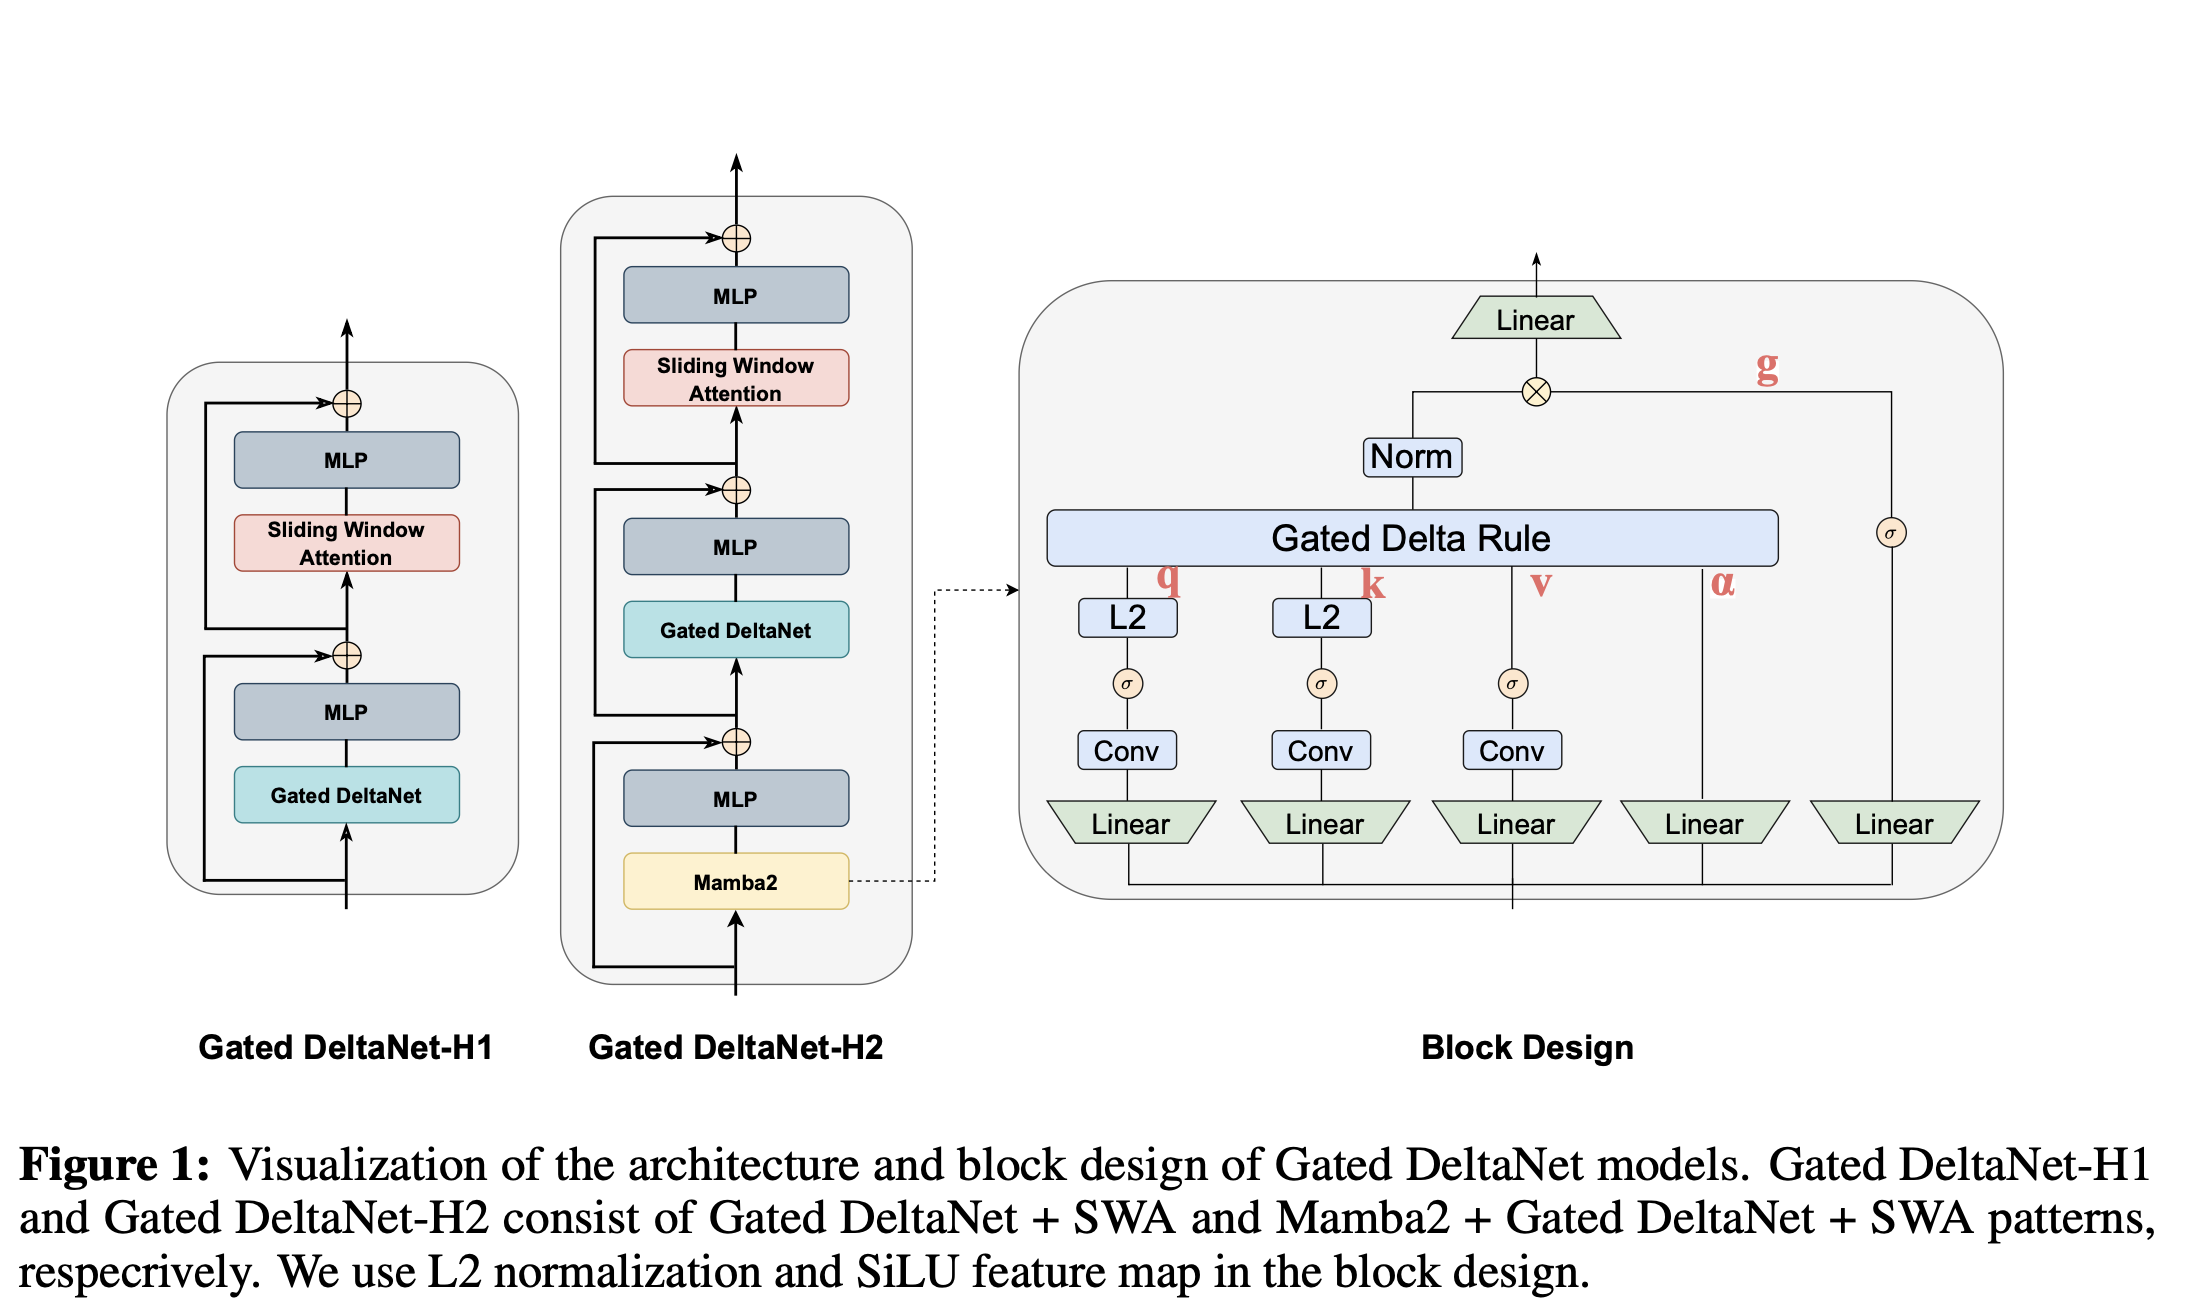 MLP
Sliding Window
Attention
MLP
Gated DeltaNet
Gated DeltaNet-H1
MLP
Sliding Window
Attention
MLP
Gated DeltaNet
MLP
Mamba2
Gated DeltaNet-H2
Linear
g
Norm
Gated Delta Rule
σ
q k v α
L2 L2
σ σ σ
Conv Conv Conv
Linear Linear Linear Linear Linear
Block Design
Figure 1: Visualization of the architecture and block design of Gated DeltaNet models. Gated DeltaNet-H1
and Gated DeltaNet-H2 consist of Gated DeltaNet + SWA and Mamba2 + Gated DeltaNet + SWA patterns,
respecrively. We use L2 normalization and SiLU feature map in the block design.